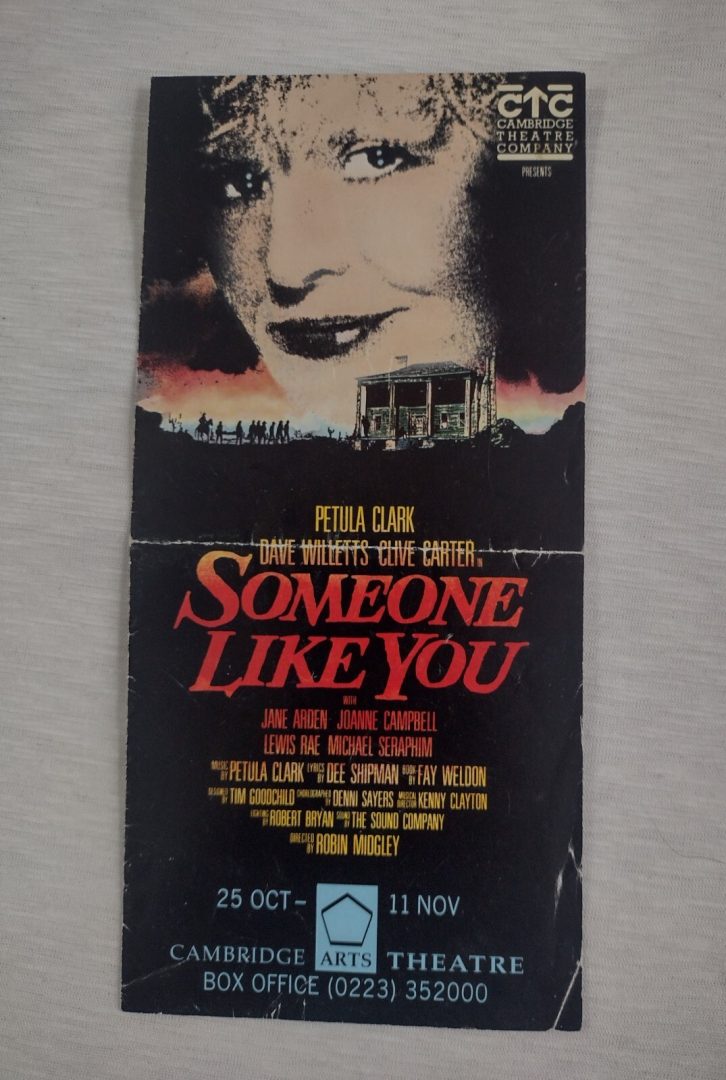 CTC
CAMBRIDGE
THEATRE
COMPANY
PRESENTS
PETULA CLARK
DAVE WILLETTS CLIVE CARTER IN
SOMEONE
LIKE YOU
WITH
JANE ARDEN JOANNE CAMPBELL
LEWIS RAE MICHAEL SERAPHIM
MUSIC BY PETULA CLARK LYRICS BY DEE SHIPMAN BOOK BY FAY WELDON
DESIGNED BY TIM GOODCHILD CHOREOGRAPHED BY DENNI SAYERS MUSICAL DIRECTOR KENNY CLAYTON
LIGHTING BY ROBERT BRYAN SOUND BY THE SOUND COMPANY
DIRECTED BY ROBIN MIDGLEY
25 OCT – 11 NOV
CAMBRIDGE ARTS THEATRE
BOX OFFICE (0223) 352000